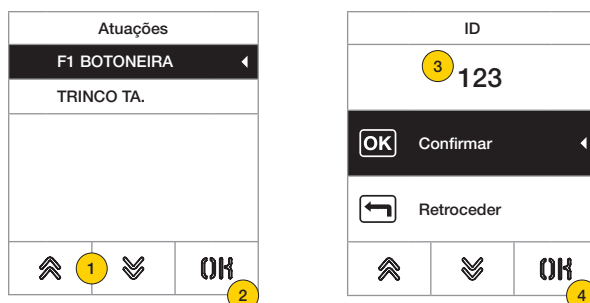 Atuações
F1 BOTONEIRA
TRINCO TA.
1
OK
2
ID
3
123
OK Confirmar
Retroceder
OK
4